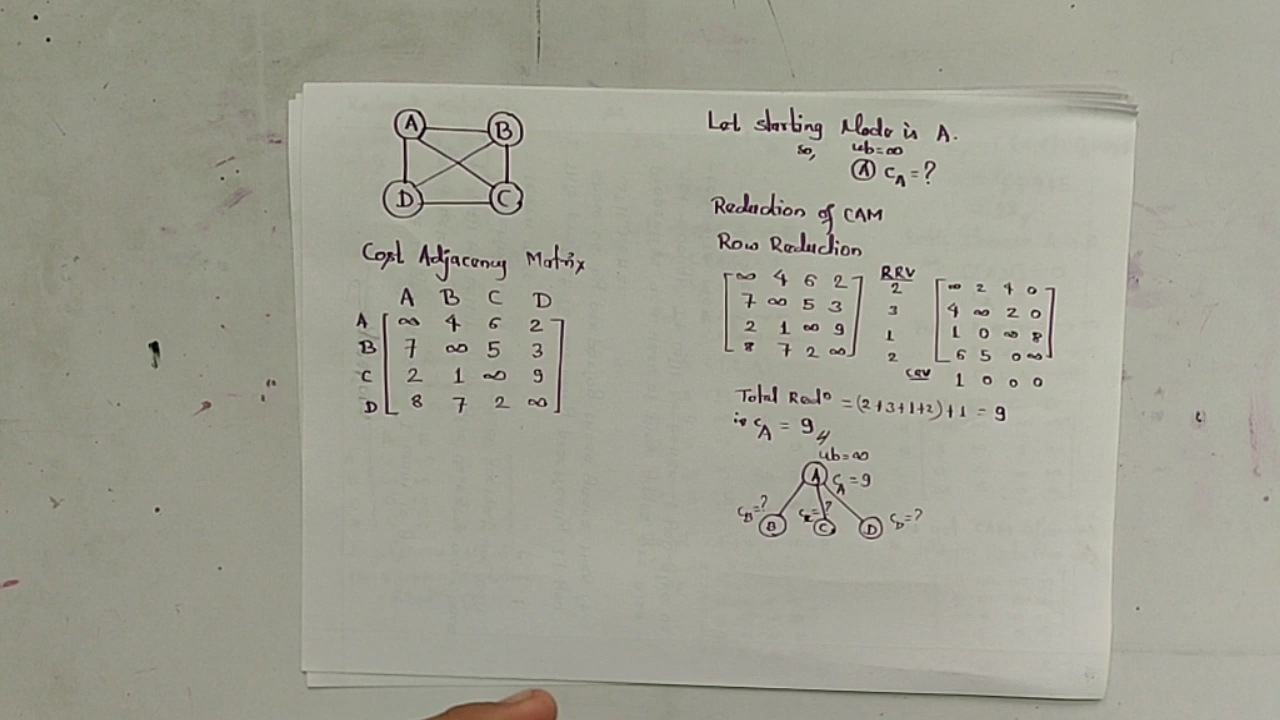 A B
D C
Cost Adjacency Matrix
A B C D
A ∞ 4 6 2
B 7 ∞ 5 3
C 2 1 ∞ 9
D 8 7 2 ∞
Let starting Node is A.
so, ub=∞
A C_A = ?
Reduction of CAM
Row Reduction
RRV
∞ 4 6 2 2 ∞ 2 4 0
7 ∞ 5 3 3 4 ∞ 2 0
2 1 ∞ 9 1 1 0 ∞ 8
8 7 2 ∞ 2 6 5 0 ∞
CRV 1 0 0 0
Total Redⁿ = (2+3+1+2)+1 = 9
C_A = 9
ub=∞
A C_A = 9
C_B=? C_C=? C_D=?
B C D